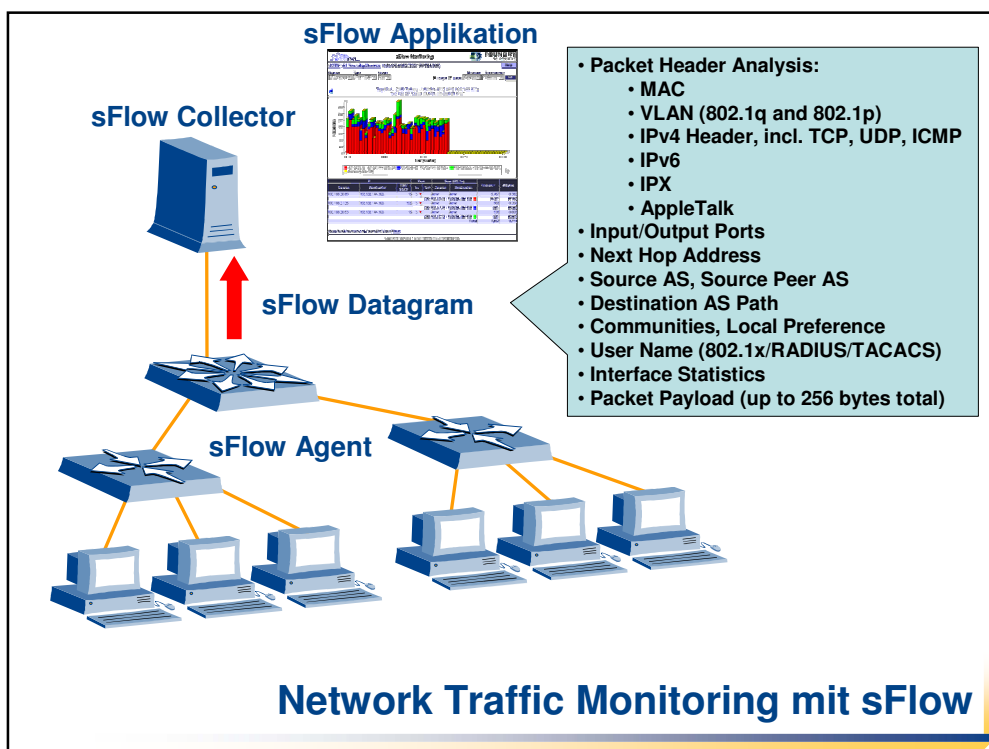 sFlow Applikation
sFlow Monitoring
sFlow Collector
sFlow Datagram
sFlow Agent
• Packet Header Analysis:
• MAC
• VLAN (802.1q and 802.1p)
• IPv4 Header, incl. TCP, UDP, ICMP
• IPv6
• IPX
• AppleTalk
• Input/Output Ports
• Next Hop Address
• Source AS, Source Peer AS
• Destination AS Path
• Communities, Local Preference
• User Name (802.1x/RADIUS/TACACS)
• Interface Statistics
• Packet Payload (up to 256 bytes total)
Network Traffic Monitoring mit sFlow